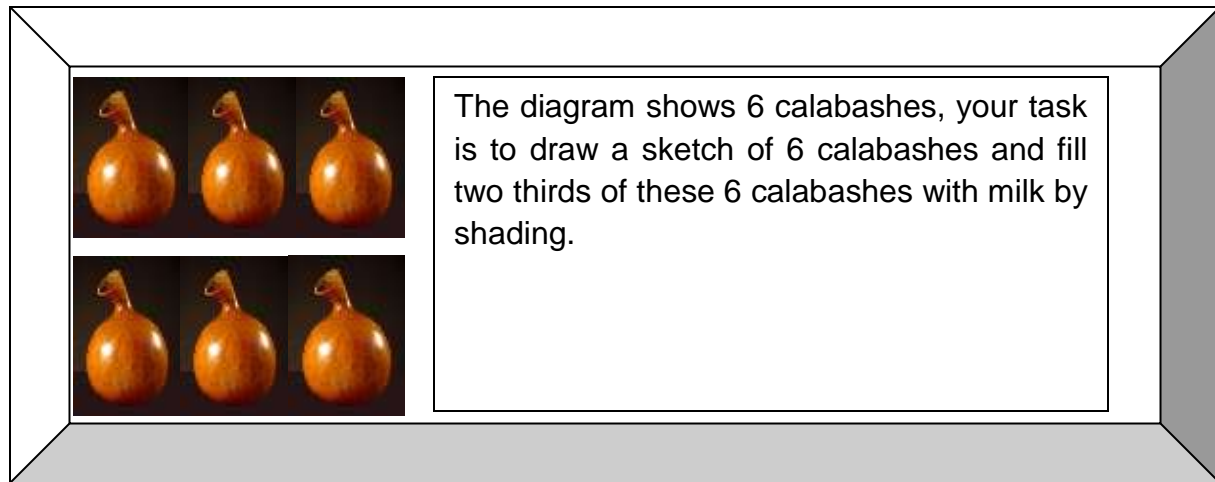 The diagram shows 6 calabashes, your task
is to draw a sketch of 6 calabashes and fill
two thirds of these 6 calabashes with milk by
shading.